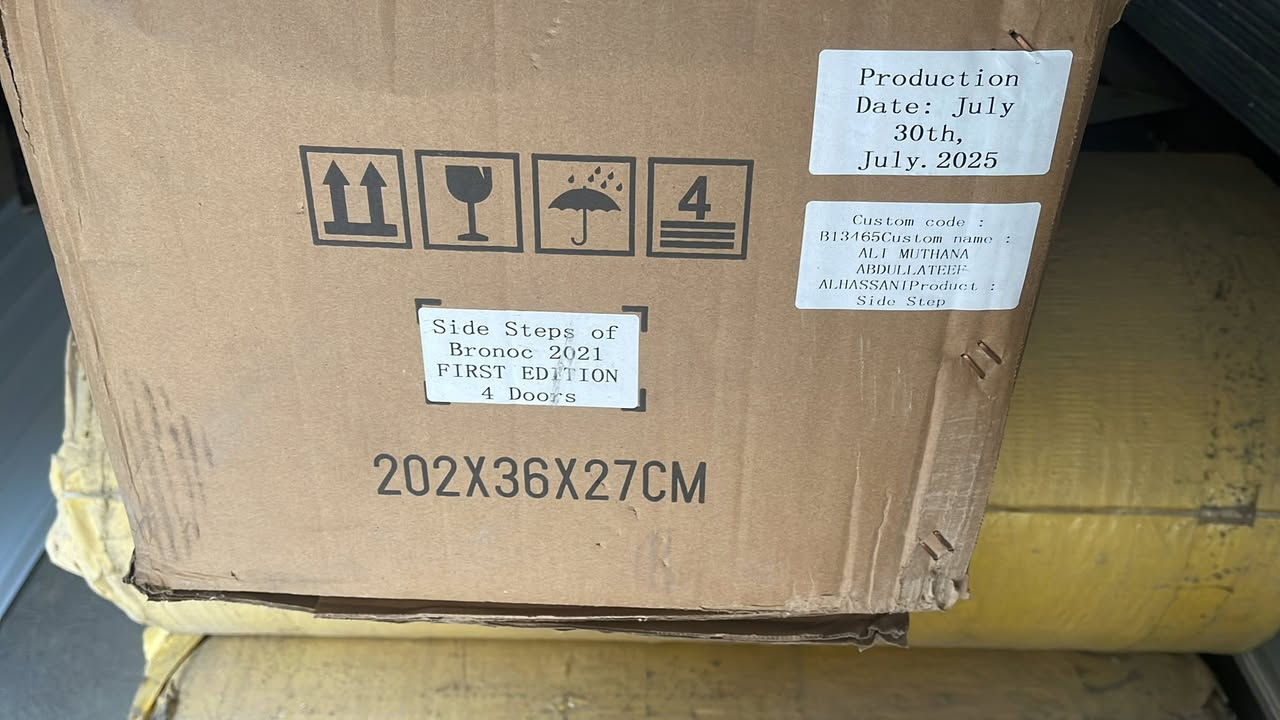 Production
Date: July
30th,
July. 2025
Custom code :
B13465Custom name :
ALI MUTHANA
ABDULLATEEF
ALHASSANIProduct :
Side Step
4
Side Steps of
Bronoc 2021
FIRST EDITION
4 Doors
202X36X27CM